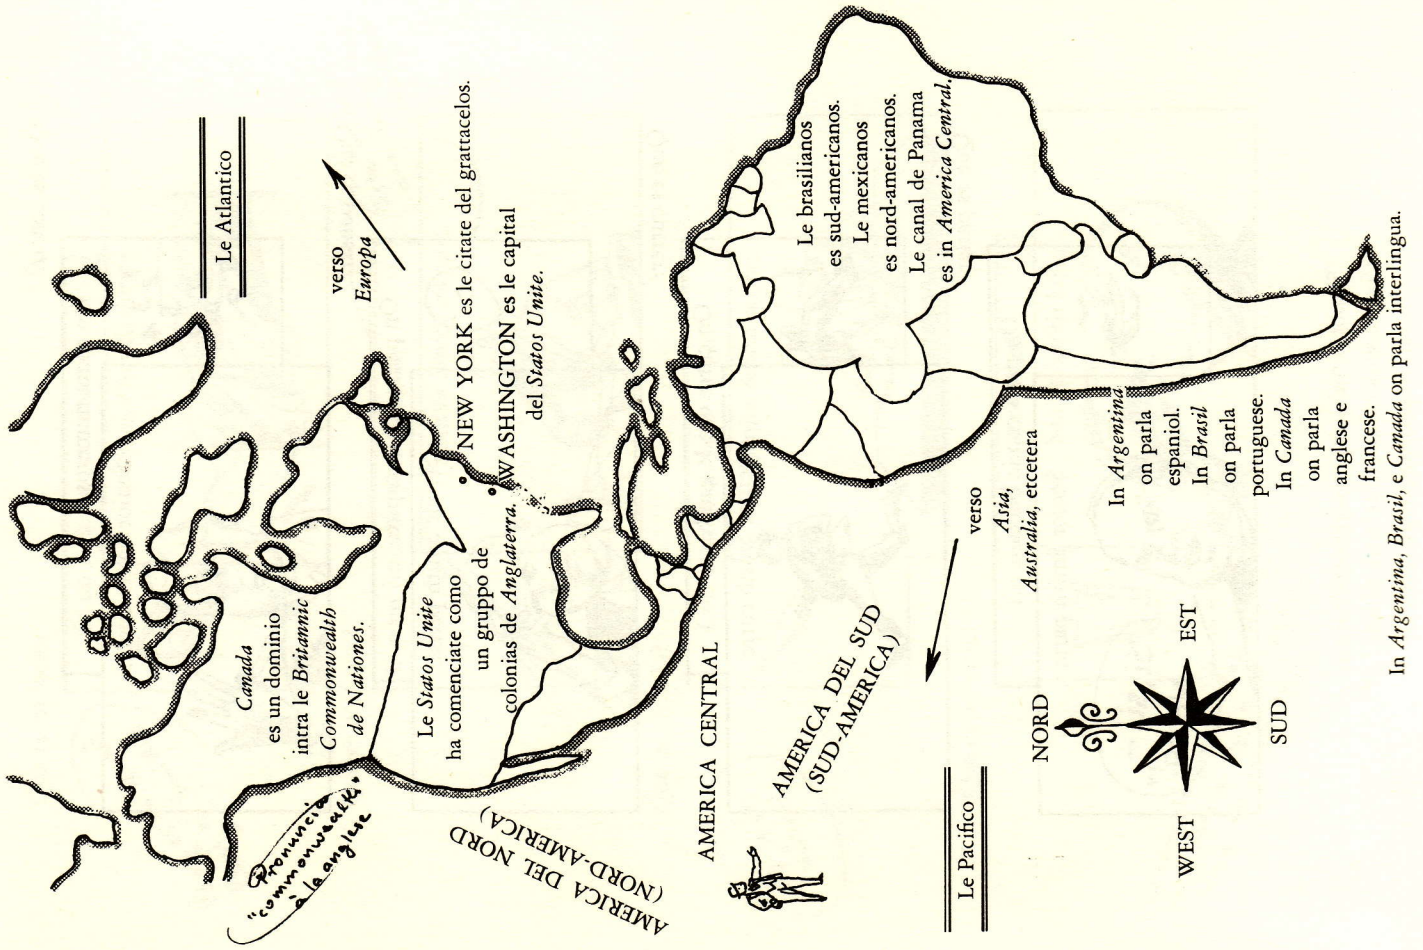 Le Atlantico
verso
Europa
Canada
es un dominio
intra le Britannic
Commonwealth
de Nationes.
Pronuncia
"commonwealth"
à la anglese
NEW YORK es le citate del grattacelos.
WASHINGTON es le capital
del Statos Unite.
Le Statos Unite
ha comenciate como
un gruppo de
colonias de Anglaterra.
AMERICA DEL NORD
(NORD-AMERICA)
AMERICA CENTRAL
AMERICA DEL SUD
(SUD-AMERICA)
Le brasilianos
es sud-americanos.
Le mexicanos
es nord-americanos.
Le canal de Panama
es in America Central.
verso
Asia,
Australia, etcetera
Le Pacifico
NORD
WEST
EST
SUD
In Argentina
on parla
espaniol.
In Brasil
on parla
portuguese.
In Canada
on parla
anglese e
francese.
In Argentina, Brasil, e Canada on parla interlingua.